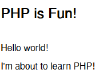 PHP is Fun!
Hello world!
I'm about to learn PHP!